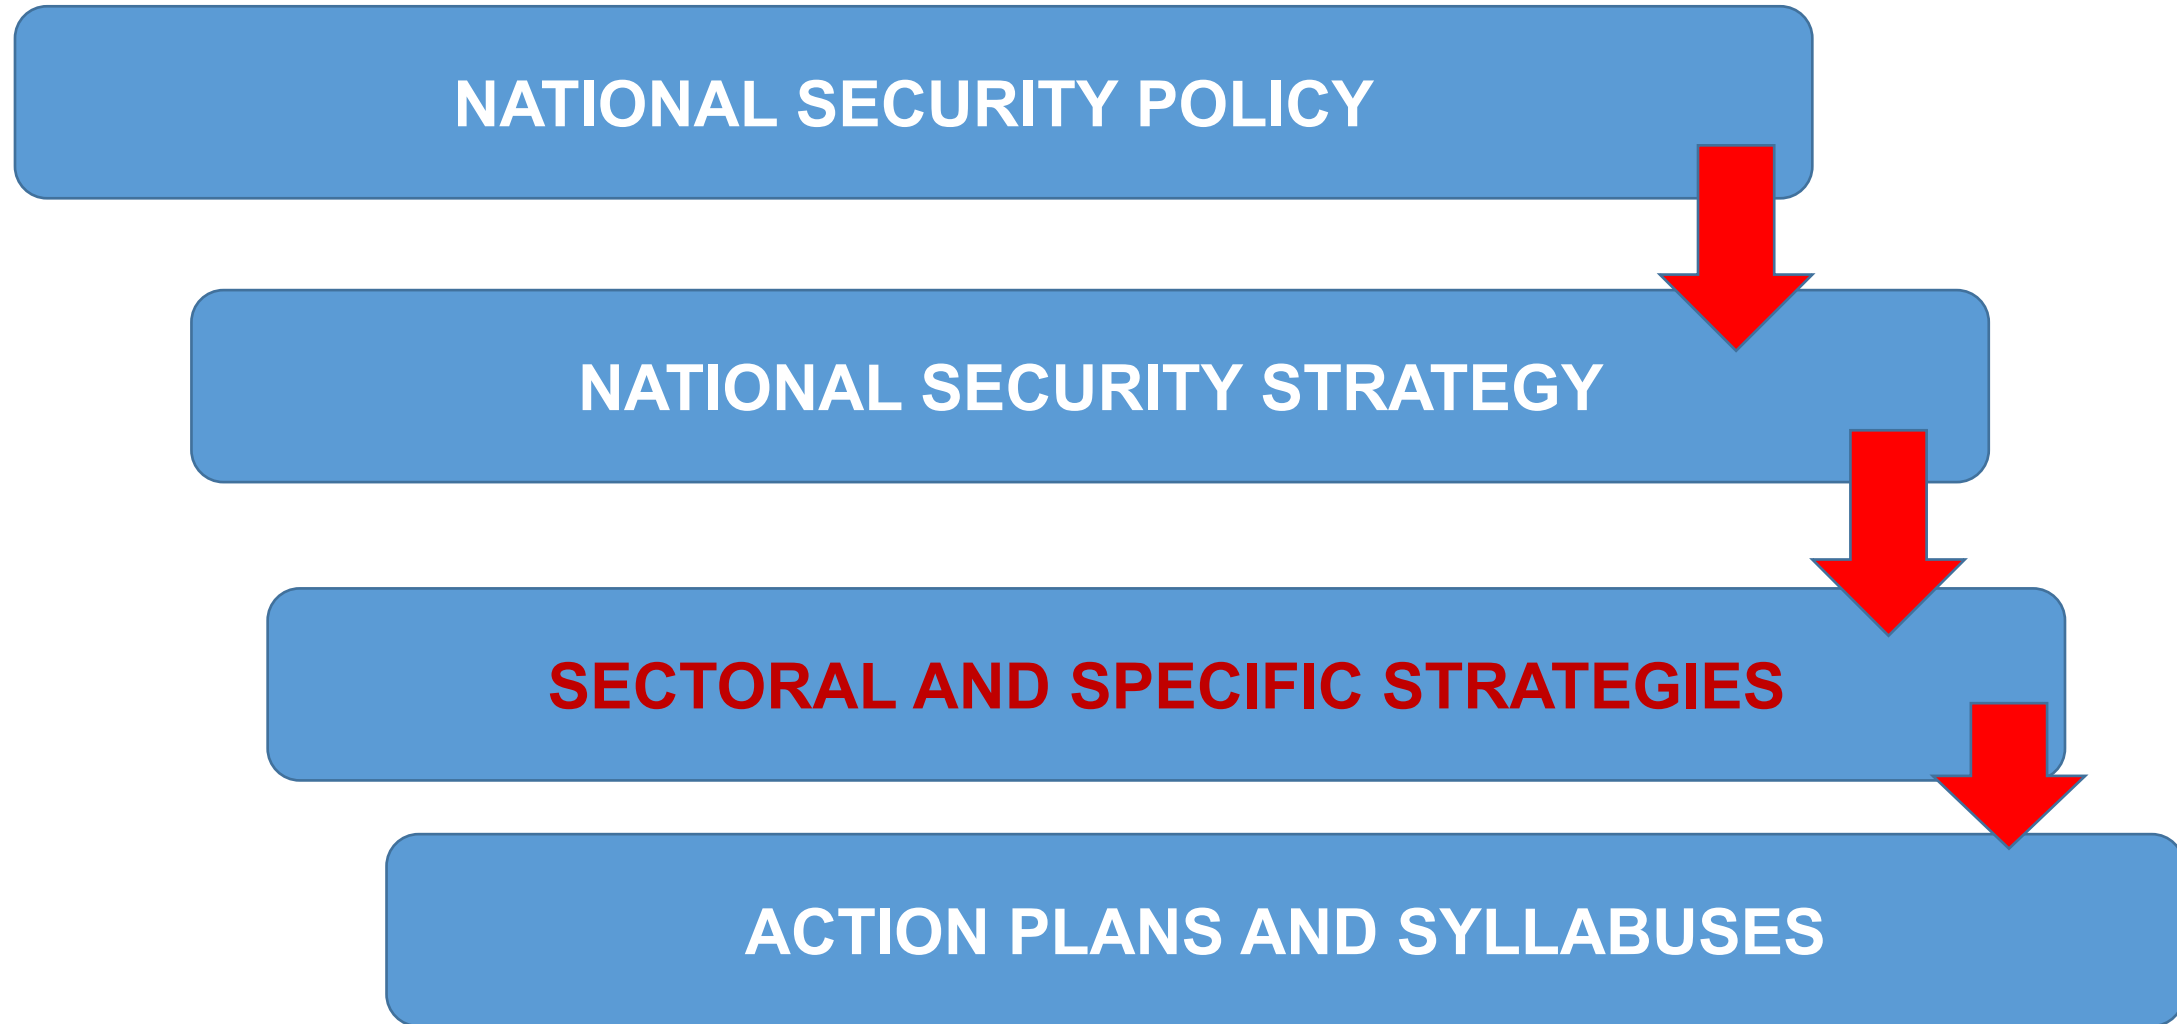 NATIONAL SECURITY POLICY
NATIONAL SECURITY STRATEGY
SECTORAL AND SPECIFIC STRATEGIES
ACTION PLANS AND SYLLABUSES